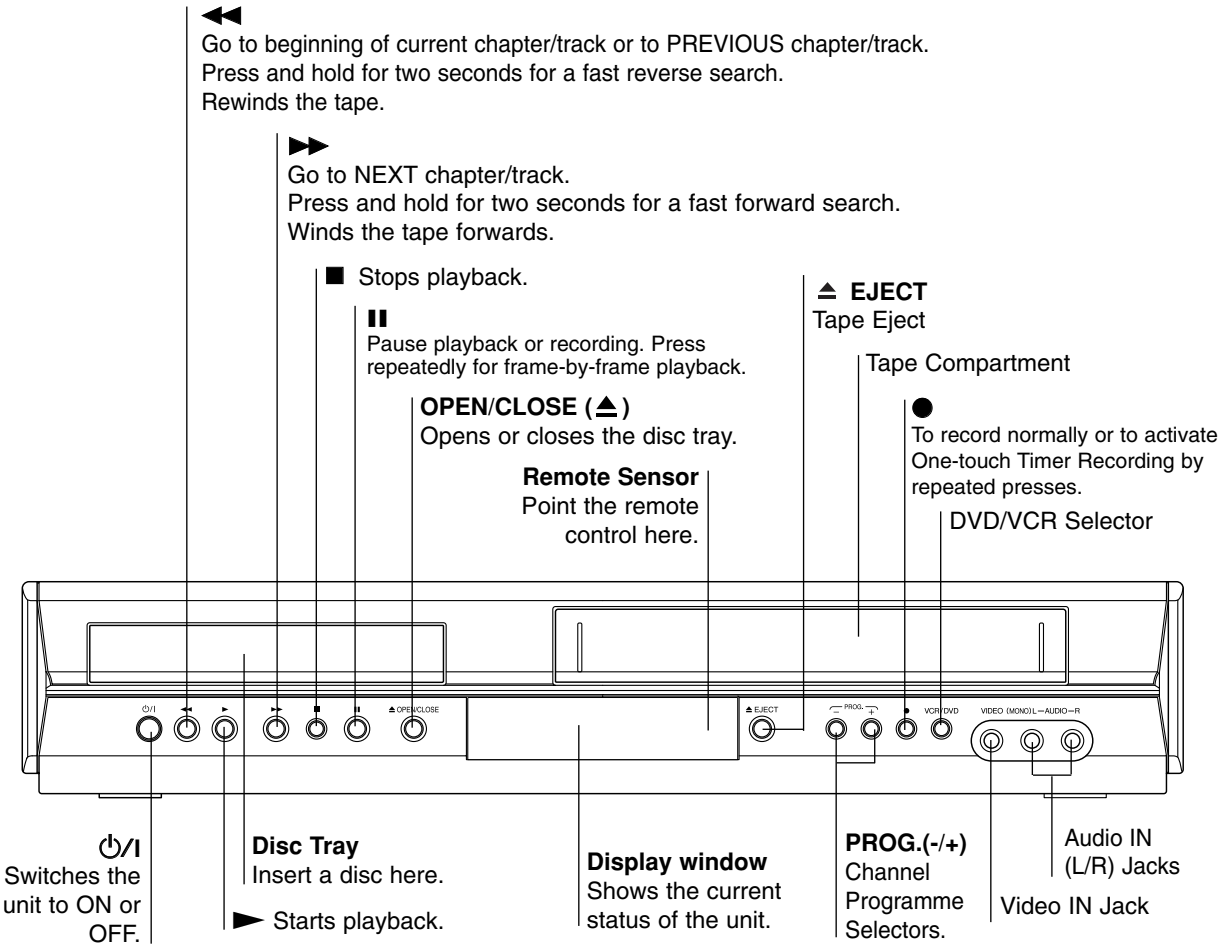 ◀◀
Go to beginning of current chapter/track or to PREVIOUS chapter/track.
Press and hold for two seconds for a fast reverse search.
Rewinds the tape.
▶▶
Go to NEXT chapter/track.
Press and hold for two seconds for a fast forward search.
Winds the tape forwards.
■ Stops playback.
▲ EJECT
Tape Eject
❚❚
Pause playback or recording. Press
repeatedly for frame-by-frame playback.
Tape Compartment
OPEN/CLOSE (▲)
Opens or closes the disc tray.
●
To record normally or to activate
One-touch Timer Recording by
repeated presses.
Remote Sensor
Point the remote
control here.
DVD/VCR Selector
⏻/I
◀◀
▶
▶▶
■
❚❚
▲ OPEN/CLOSE
▲ EJECT
PROG.
– +
●
VCR/DVD
VIDEO (MONO) L–AUDIO–R
⏻/I
Switches the
unit to ON or
OFF.
Disc Tray
Insert a disc here.
▶ Starts playback.
Display window
Shows the current
status of the unit.
PROG.(-/+)
Channel
Programme
Selectors.
Audio IN
(L/R) Jacks
Video IN Jack